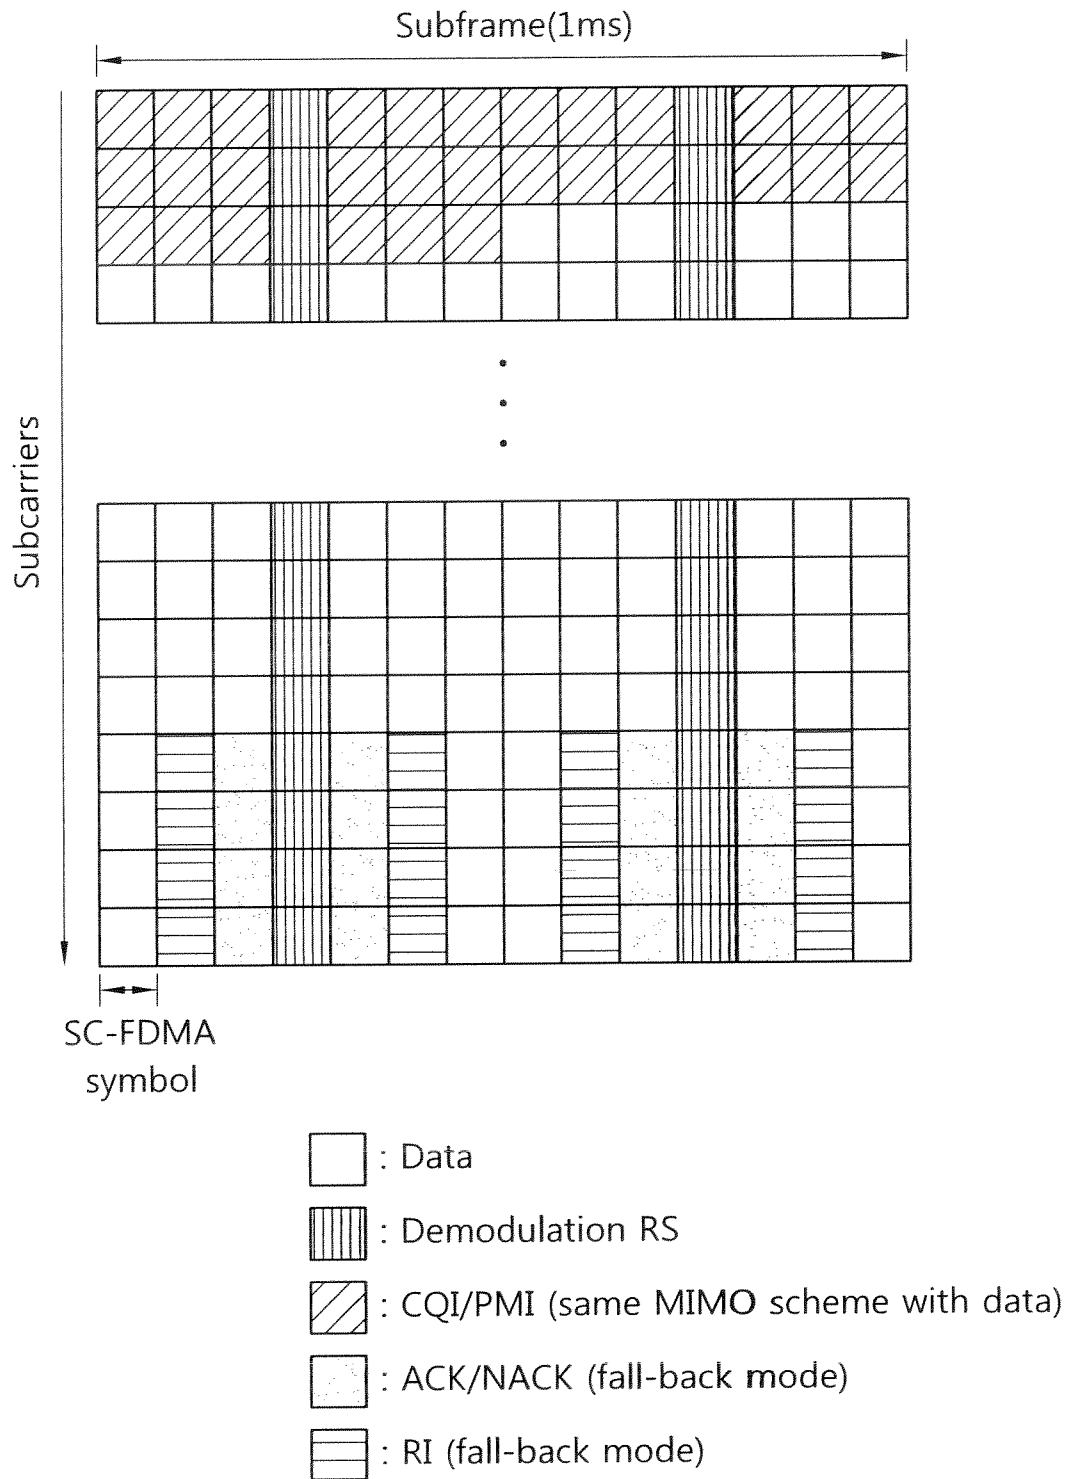 Subframe(1ms)
Subcarriers
SC-FDMA
symbol
: Data
: Demodulation RS
: CQI/PMI (same MIMO scheme with data)
: ACK/NACK (fall-back mode)
: RI (fall-back mode)